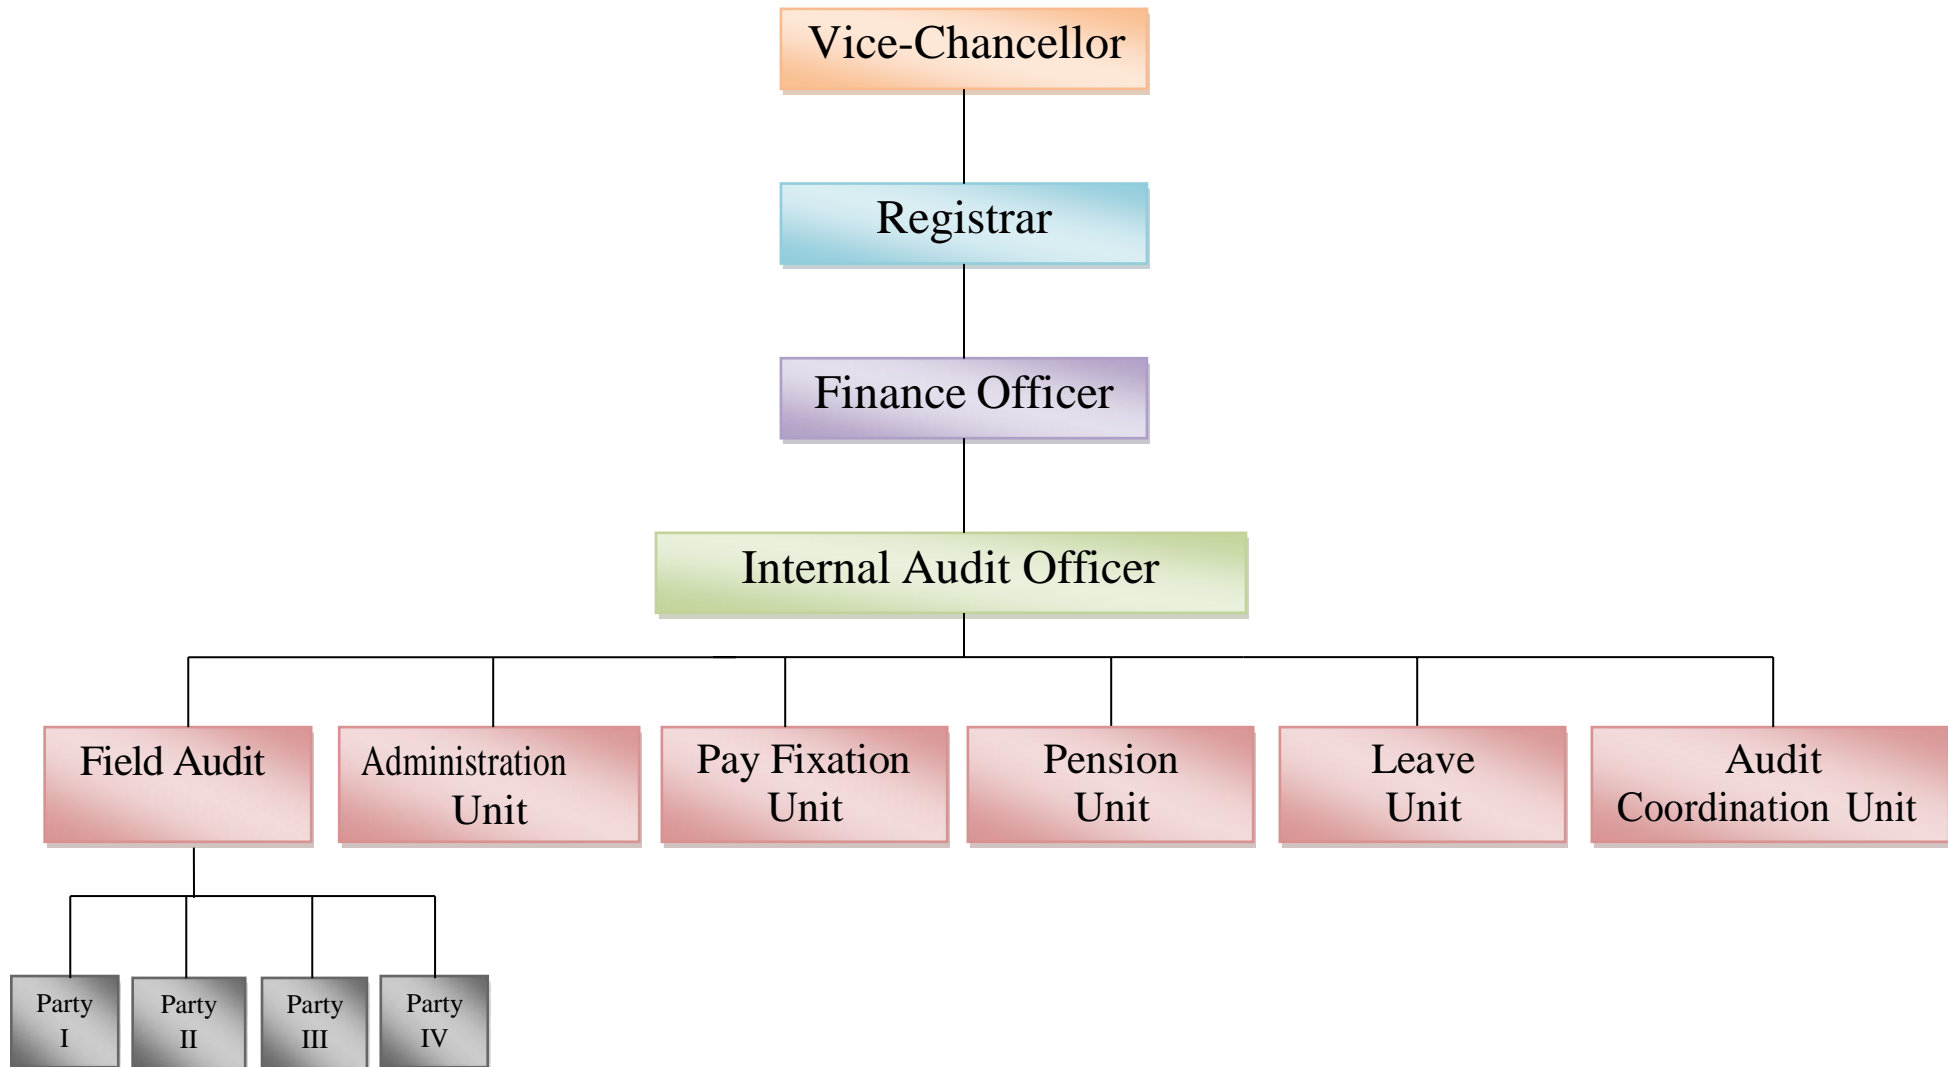 Vice-Chancellor
Registrar
Finance Officer
Internal Audit Officer
Field Audit
Administration
Unit
Pay Fixation
Unit
Pension
Unit
Leave
Unit
Audit
Coordination Unit
Party
I
Party
II
Party
III
Party
IV